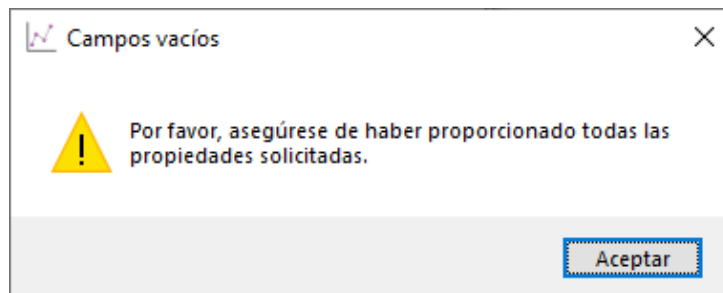 Campos vacíos
Por favor, asegúrese de haber proporcionado todas las
propiedades solicitadas.
Aceptar